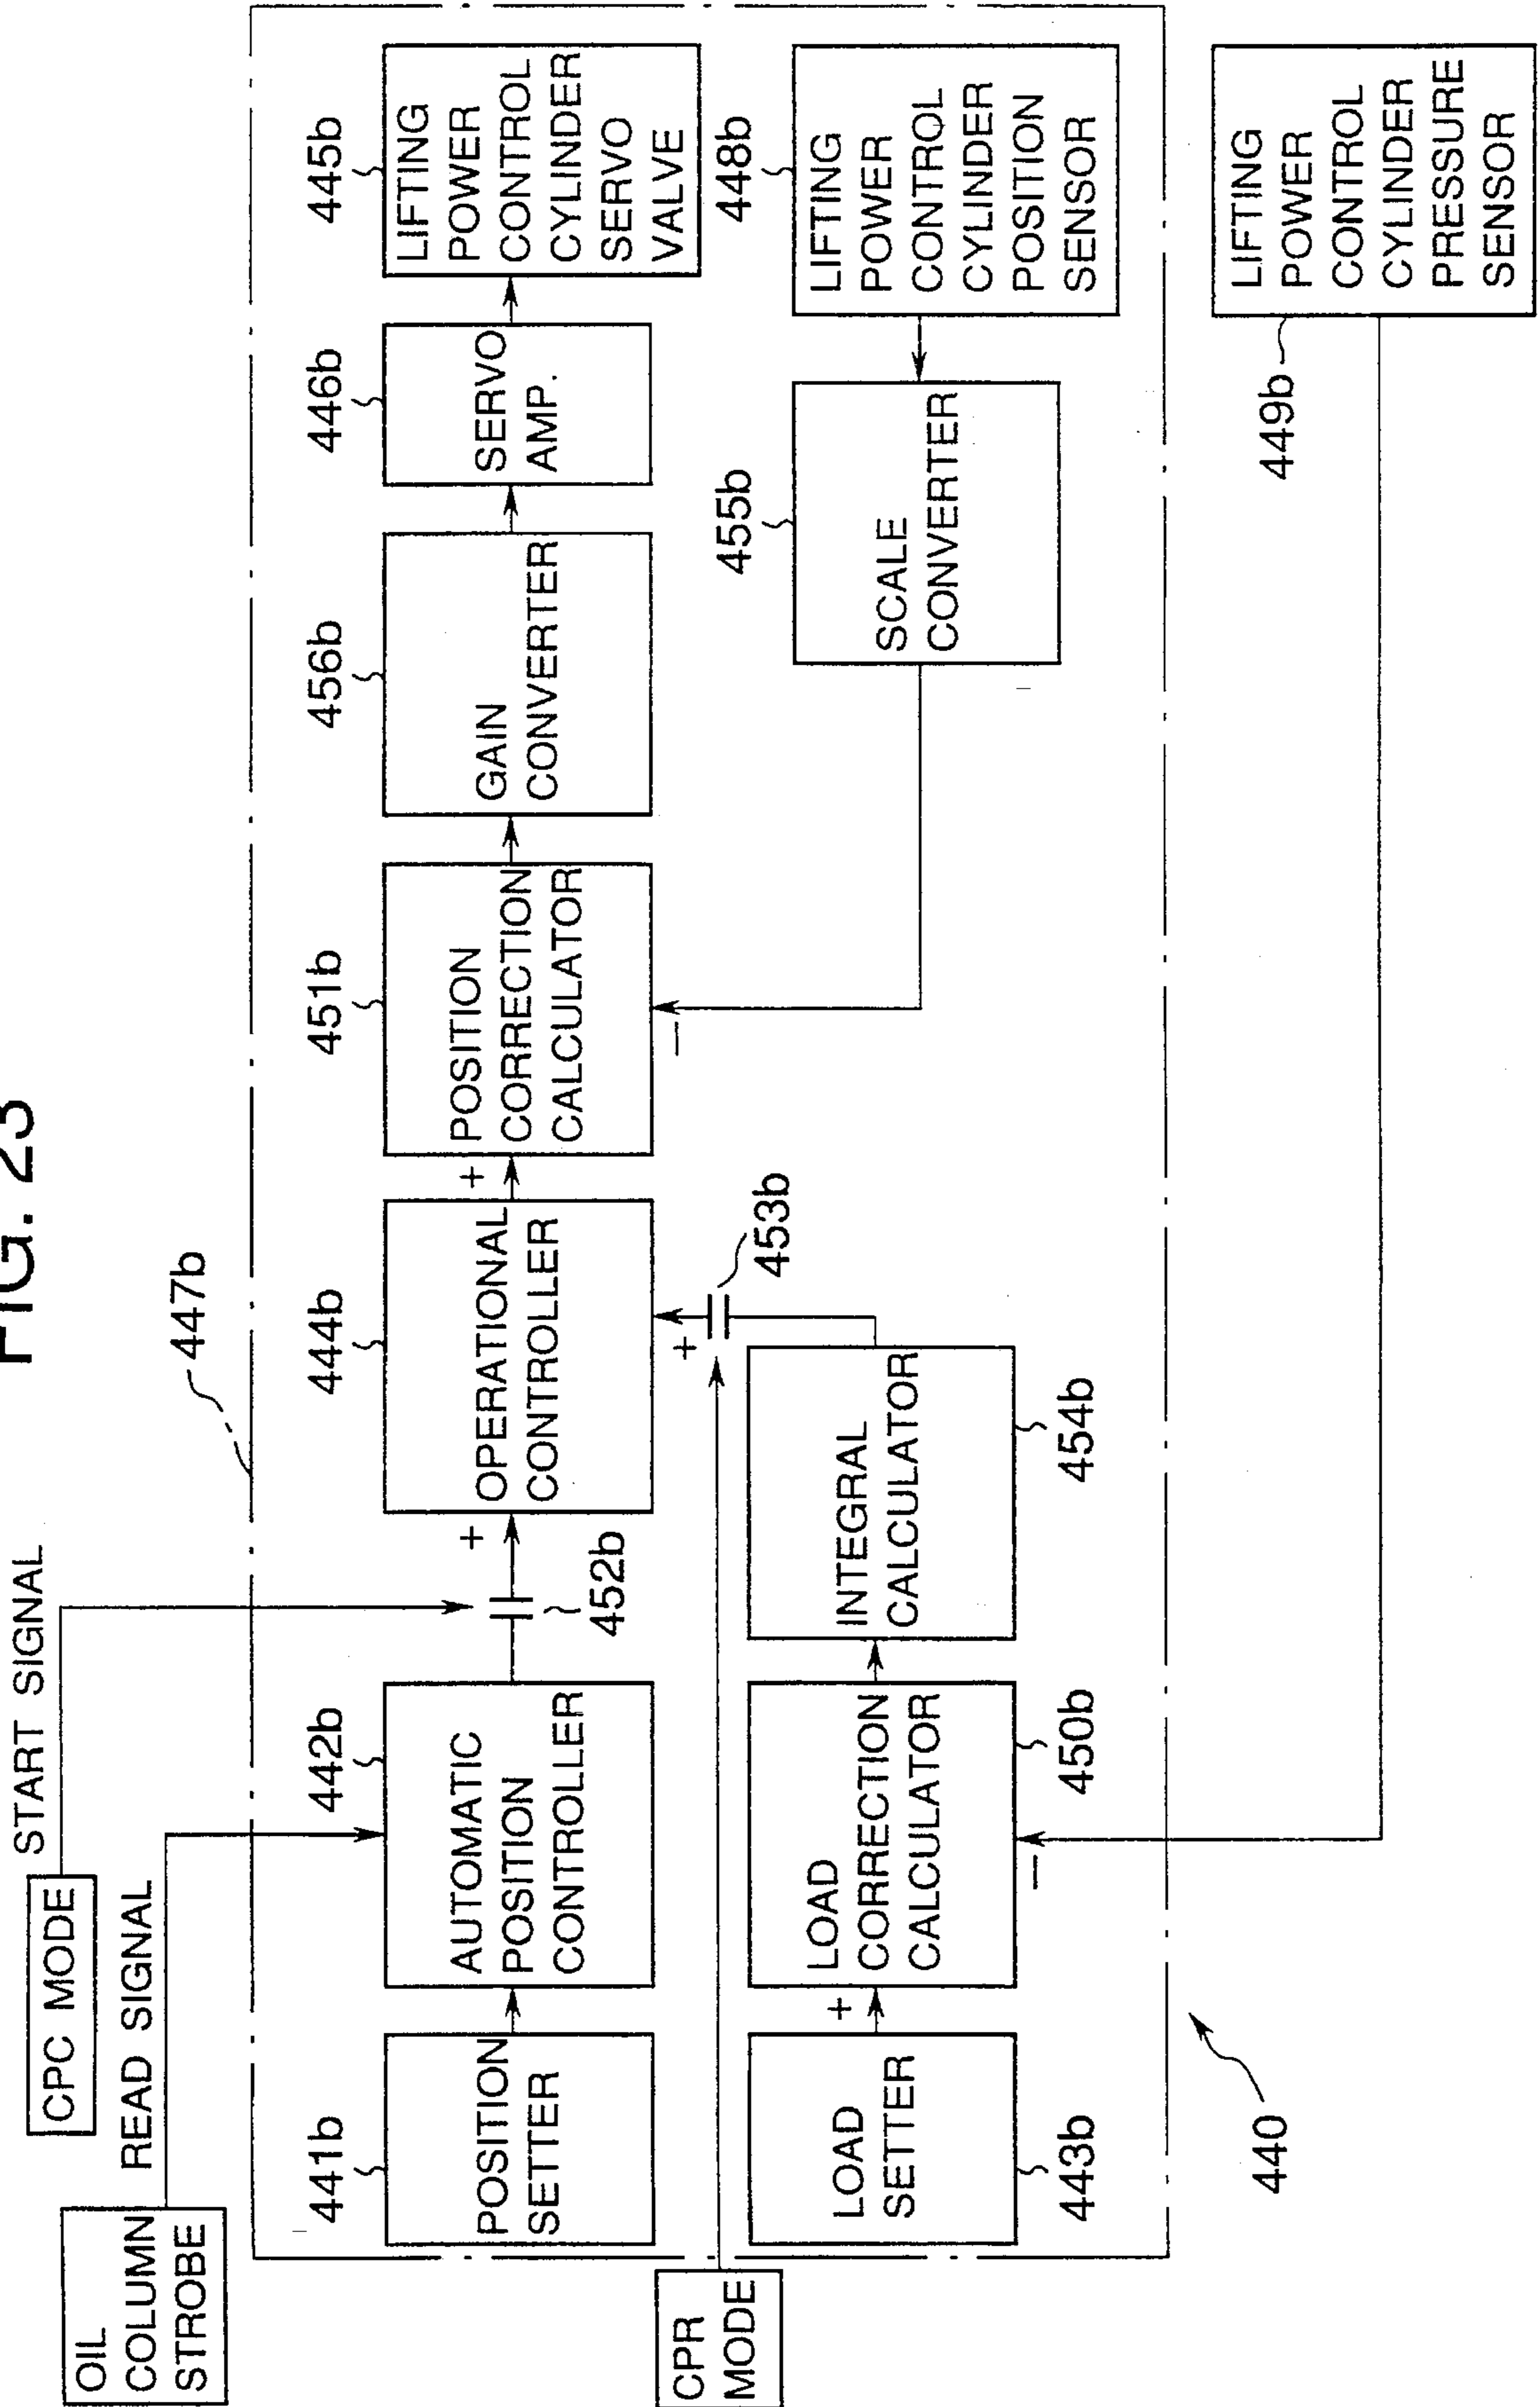 FIG. 23
START SIGNAL
CPC MODE
READ SIGNAL
OIL
COLUMN
STROBE
447b
441b
POSITION
SETTER
442b
AUTOMATIC
POSITION
CONTROLLER
452b
+
444b
OPERATIONAL
CONTROLLER
+
451b
POSITION
CORRECTION
CALCULATOR
−
456b
GAIN
CONVERTER
446b
SERVO
AMP.
445b
LIFTING
POWER
CONTROL
CYLINDER
SERVO
VALVE
CPR
MODE
+
453b
LOAD
SETTER
443b
+
LOAD
CORRECTION
CALCULATOR
450b
−
INTEGRAL
CALCULATOR
454b
455b
SCALE
CONVERTER
448b
LIFTING
POWER
CONTROL
CYLINDER
POSITION
SENSOR
440
449b
LIFTING
POWER
CONTROL
CYLINDER
PRESSURE
SENSOR